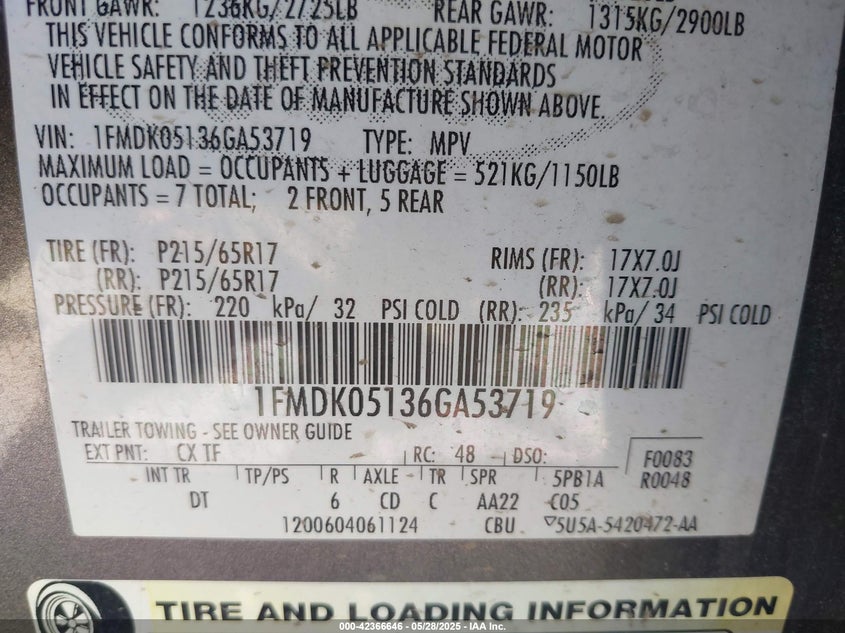 FRONT GAWR: 1236KG/2725LB REAR GAWR: 1315KG/2900LB
THIS VEHICLE CONFORMS TO ALL APPLICABLE FEDERAL MOTOR
VEHICLE SAFETY AND THEFT PREVENTION STANDARDS
IN EFFECT ON THE DATE OF MANUFACTURE SHOWN ABOVE.
VIN: 1FMDK05136GA53719 TYPE: MPV
MAXIMUM LOAD = OCCUPANTS + LUGGAGE = 521KG/1150LB
OCCUPANTS = 7 TOTAL; 2 FRONT, 5 REAR
TIRE (FR): P215/65R17 RIMS (FR): 17X7.0J
(RR): P215/65R17 (RR): 17X7.0J
PRESSURE (FR): 220 kPa/ 32 PSI COLD (RR): 235 kPa/ 34 PSI COLD
1FMDK05136GA53719
TRAILER TOWING - SEE OWNER GUIDE
EXT PNT: CX TF RC: 48 DSO: F0083
INT TR TP/PS R AXLE TR SPR 5PB1A R0048
DT 6 CD C AA22 C05
1200604061124 CBU 5U5A-5420472-AA
TIRE AND LOADING INFORMATION
000-42366646 - 05/28/2025 - IAA Inc.